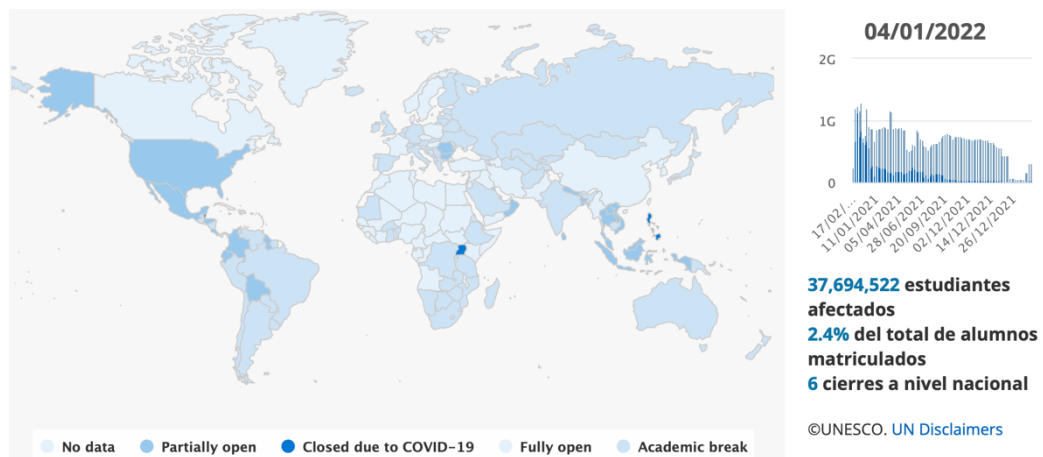 04/01/2022
2G
1G
0
17/02/...
11/01/2021
05/04/2021
28/06/2021
20/09/2021
02/12/2021
14/12/2021
26/12/2021
37,694,522 estudiantes
afectados
2.4% del total de alumnos
matriculados
6 cierres a nivel nacional
©UNESCO. UN Disclaimers
No data Partially open Closed due to COVID-19 Fully open Academic break